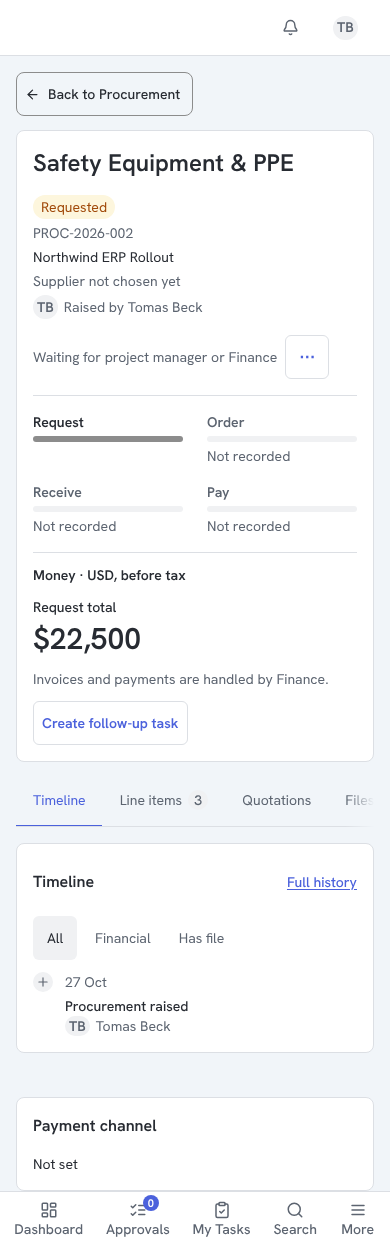 TB
Back to Procurement
Safety Equipment & PPE
Requested
PROC-2026-002
Northwind ERP Rollout
Supplier not chosen yet
TB Raised by Tomas Beck
Waiting for project manager or Finance
Request Order
Not recorded
Receive Pay
Not recorded Not recorded
Money · USD, before tax
Request total
$22,500
Invoices and payments are handled by Finance.
Create follow-up task
Timeline Line items 3 Quotations Files
Timeline Full history
All Financial Has file
27 Oct
Procurement raised
TB Tomas Beck
Payment channel
Not set
0
Dashboard Approvals My Tasks Search More